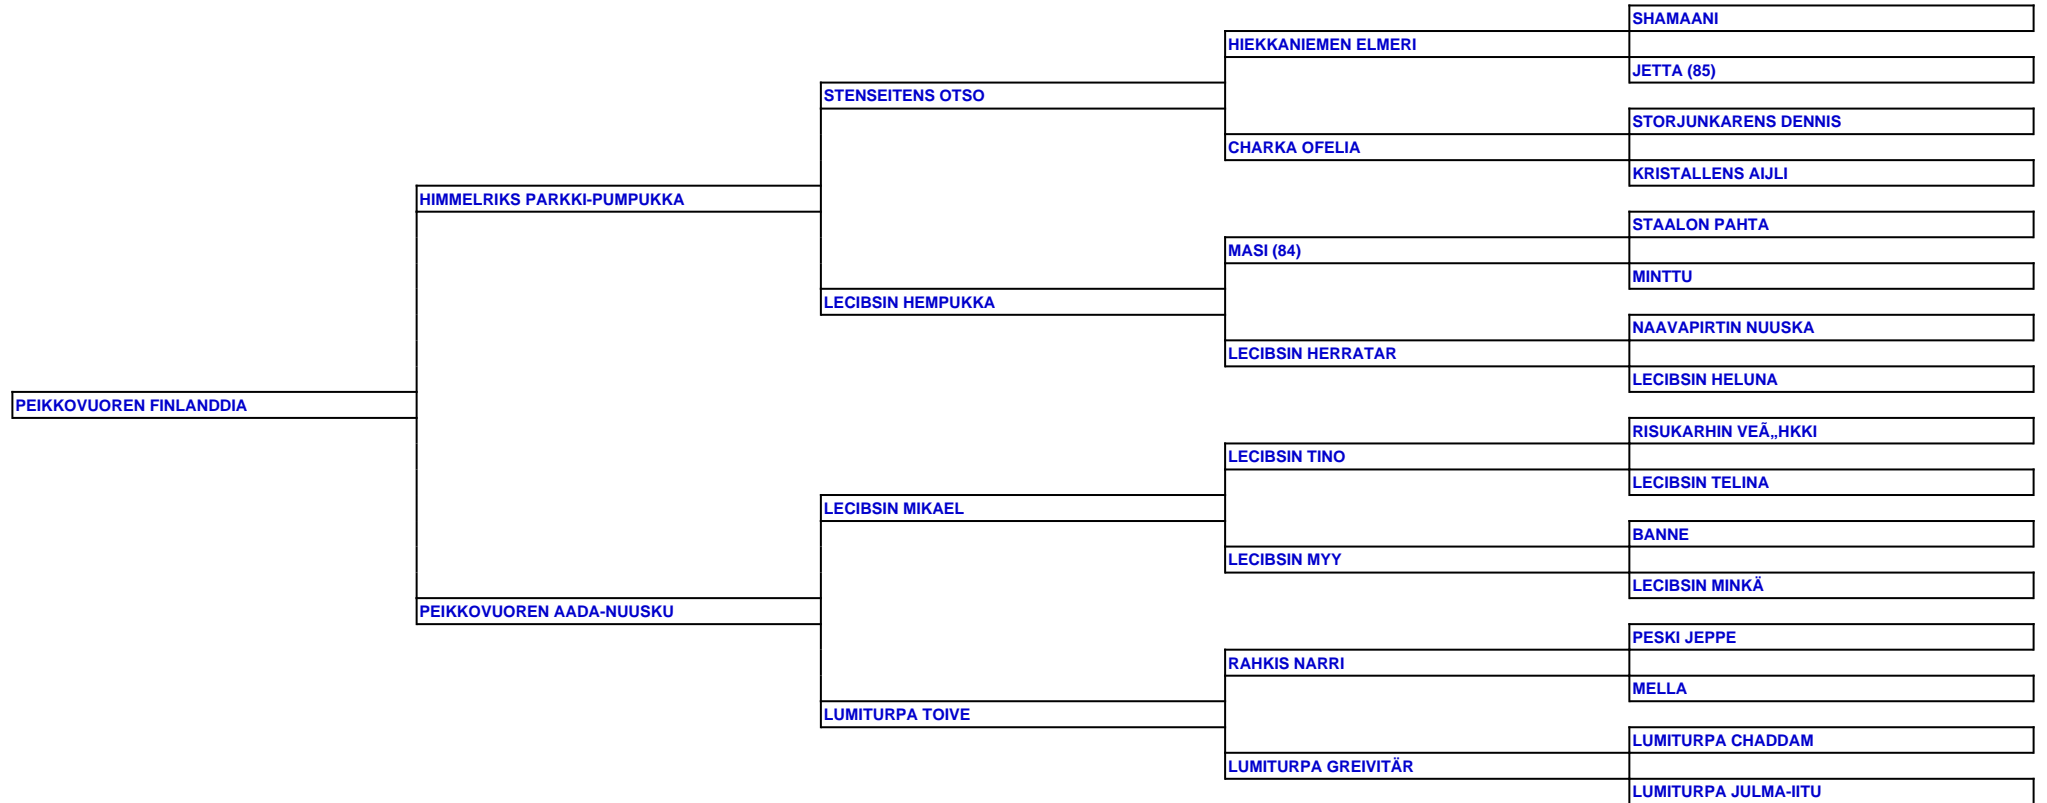 SHAMAANI
HIEKKANIEMEN ELMERI
JETTA (85)
STENSEITENS OTSO
STORJUNKARENS DENNIS
CHARKA OFELIA
KRISTALLENS AIJLI
HIMMELRIKS PARKKI-PUMPUKKA
STAALON PAHTA
MASI (84)
MINTTU
LECIBSIN HEMPUKKA
NAAVAPIRTIN NUUSKA
LECIBSIN HERRATAR
LECIBSIN HELUNA
PEIKKOVUOREN FINLANDDIA
RISUKARHIN VEÃ„HKKI
LECIBSIN TINO
LECIBSIN TELINA
LECIBSIN MIKAEL
BANNE
LECIBSIN MYY
LECIBSIN MINKÄ
PEIKKOVUOREN AADA-NUUSKU
PESKI JEPPE
RAHKIS NARRI
MELLA
LUMITURPA TOIVE
LUMITURPA CHADDAM
LUMITURPA GREIVITÄR
LUMITURPA JULMA-IITU